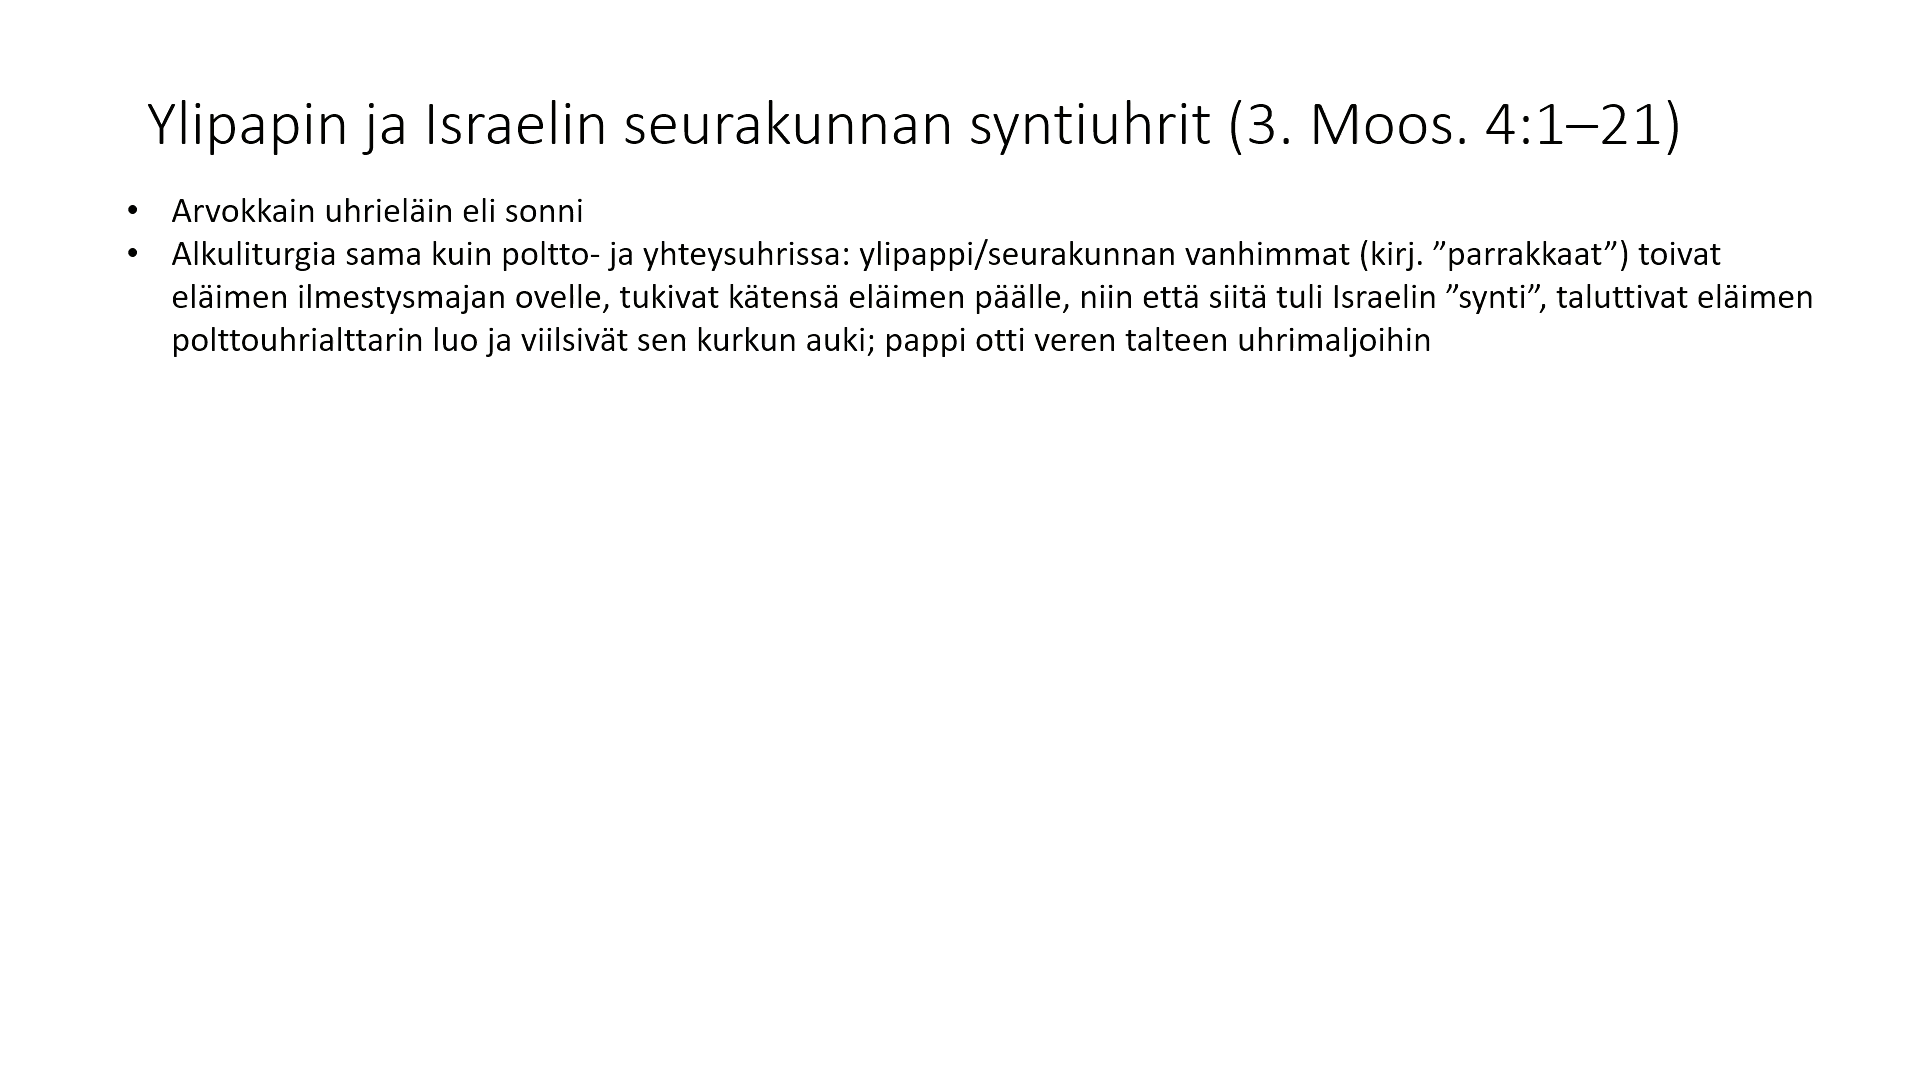 Ylipapin ja Israelin seurakunnan syntiuhrit (3. Moos. 4:1–21)
• Arvokkain uhrieläin eli sonni
• Alkuliturgia sama kuin poltto- ja yhteysuhrissa: ylipappi/seurakunnan vanhimmat (kirj. ”parrakkaat”) toivat
eläimen ilmestysmajan ovelle, tukivat kätensä eläimen päälle, niin että siitä tuli Israelin ”synti”, taluttivat eläimen
polttouhrialttarin luo ja viilsivät sen kurkun auki; pappi otti veren talteen uhrimaljoihin